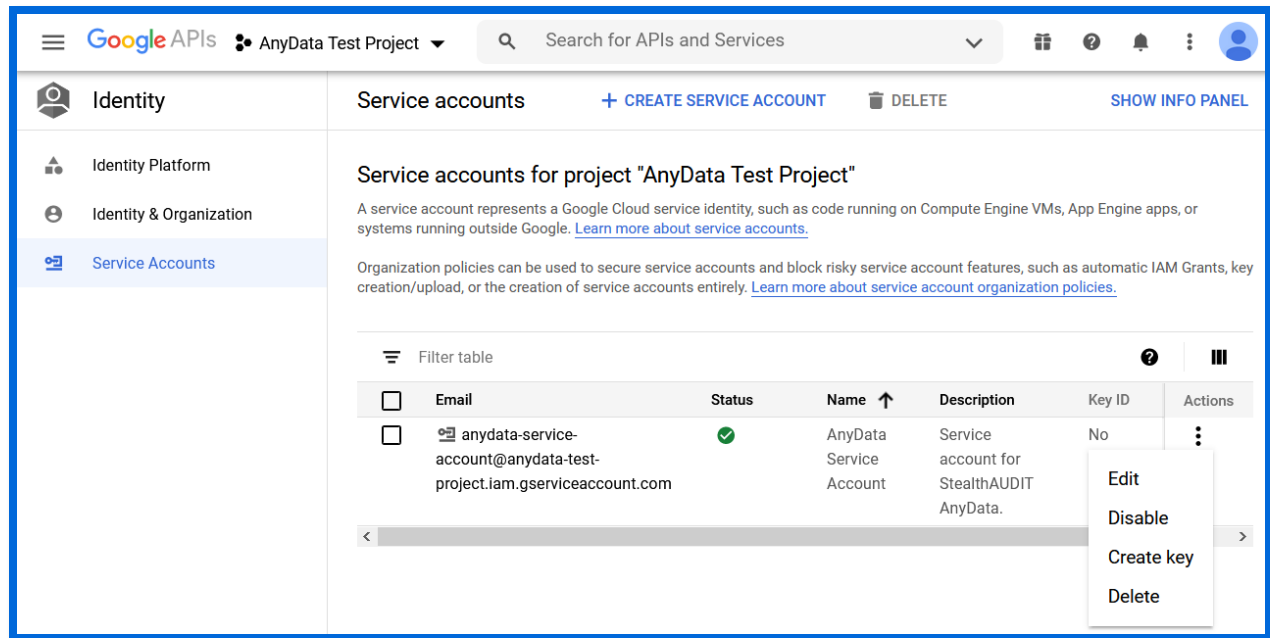 Google APIs AnyData Test Project Search for APIs and Services
Identity
Service accounts + CREATE SERVICE ACCOUNT DELETE SHOW INFO PANEL
Identity Platform
Identity & Organization
Service Accounts
Service accounts for project "AnyData Test Project"
A service account represents a Google Cloud service identity, such as code running on Compute Engine VMs, App Engine apps, or
systems running outside Google. Learn more about service accounts.
Organization policies can be used to secure service accounts and block risky service account features, such as automatic IAM Grants, key
creation/upload, or the creation of service accounts entirely. Learn more about service account organization policies.
Filter table
Email Status Name Description Key ID Actions
anydata-service-
account@anydata-test-
project.iam.gserviceaccount.com
AnyData
Service
Account
Service
account for
StealthAUDIT
AnyData.
No
Edit
Disable
Create key
Delete